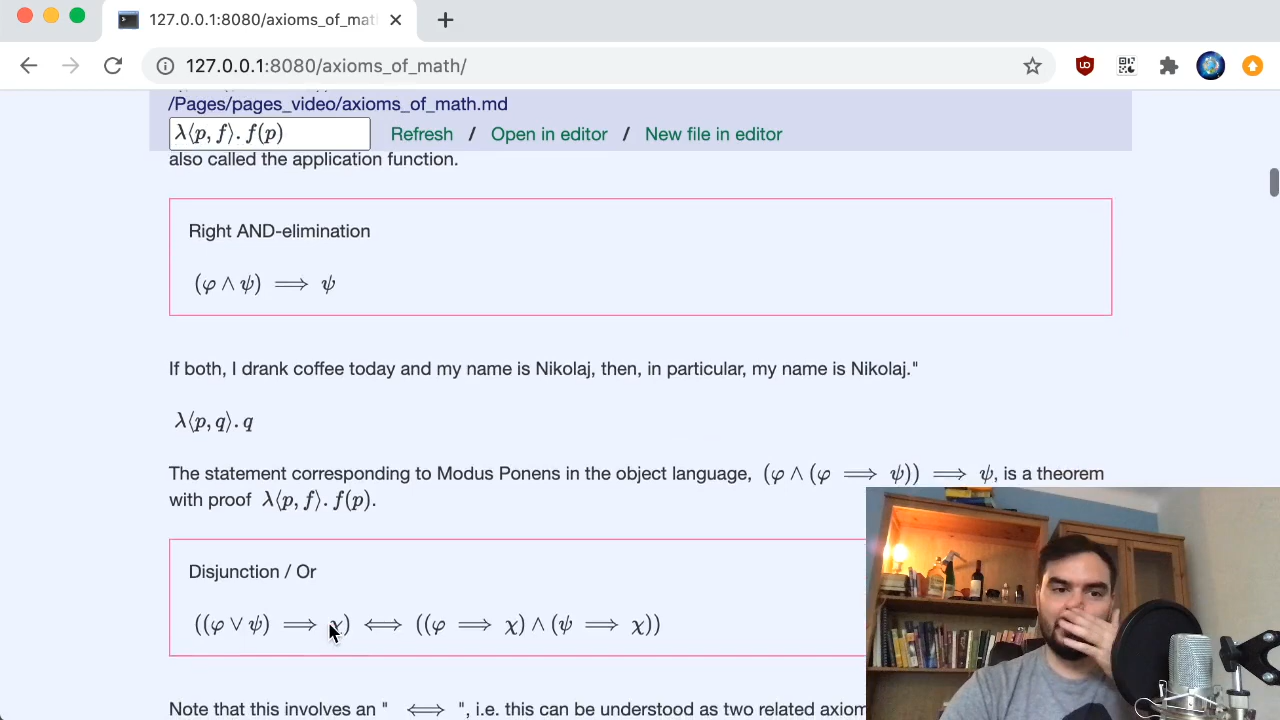 127.0.0.1:8080/axioms_of_mat
127.0.0.1:8080/axioms_of_math/
/Pages/pages_video/axioms_of_math.md
λ⟨p, f⟩. f(p) Refresh / Open in editor / New file in editor
also called the application function.
Right AND-elimination
(φ ∧ ψ) ⟹ ψ
If both, I drank coffee today and my name is Nikolaj, then, in particular, my name is Nikolaj."
λ⟨p, q⟩. q
The statement corresponding to Modus Ponens in the object language, (φ ∧ (φ ⟹ ψ)) ⟹ ψ, is a theorem
with proof λ⟨p, f⟩. f(p).
Disjunction / Or
((φ ∨ ψ) ⟹ χ) ⟺ ((φ ⟹ χ) ∧ (ψ ⟹ χ))
Note that this involves an " ⟺ ", i.e. this can be understood as two related axiom